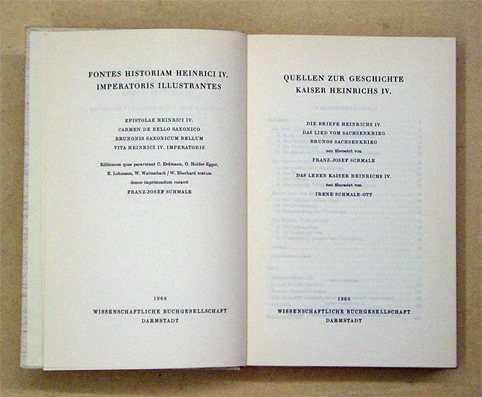 FONTES HISTORIAM HEINRICI IV.
IMPERATORIS ILLUSTRANTES
EPISTOLAE HEINRICI IV.
CARMEN DE BELLO SAXONICO
BRUNONIS SAXONICUM BELLUM
VITA HEINRICI IV. IMPERATORIS
Editionum quae paraverunt C. Erdmann, O. Holder-Egger,
E. Lohmann, W. Wattenbach / W. Eberhard textum
denuo imprimendum curavit
FRANZ-JOSEF SCHMALE
1968
WISSENSCHAFTLICHE BUCHGESELLSCHAFT
DARMSTADT
QUELLEN ZUR GESCHICHTE
KAISER HEINRICHS IV.
DIE BRIEFE HEINRICHS IV.
DAS LIED VOM SACHSENKRIEG
BRUNOS SACHSENKRIEG
neu übersetzt von
FRANZ-JOSEF SCHMALE
DAS LEBEN KAISER HEINRICHS IV.
neu übersetzt von
IRENE SCHMALE-OTT
1968
WISSENSCHAFTLICHE BUCHGESELLSCHAFT
DARMSTADT